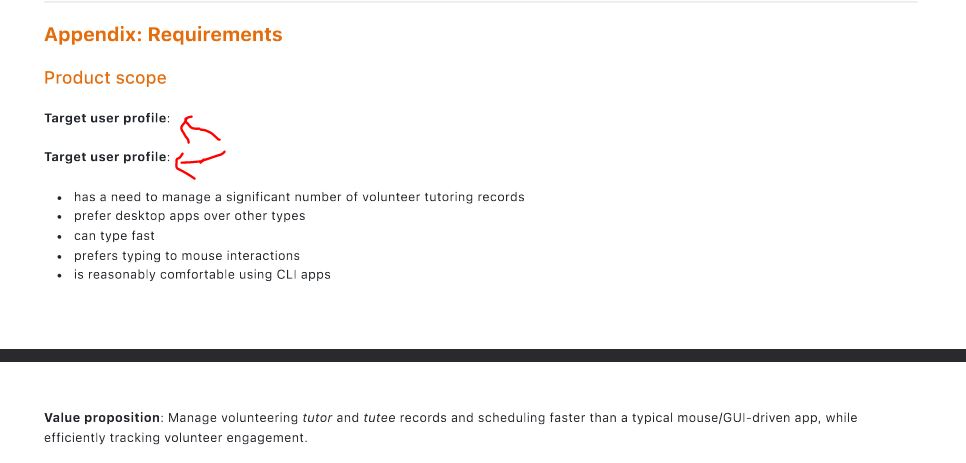 Appendix: Requirements
Product scope
Target user profile:
Target user profile:
• has a need to manage a significant number of volunteer tutoring records
• prefer desktop apps over other types
• can type fast
• prefers typing to mouse interactions
• is reasonably comfortable using CLI apps
Value proposition: Manage volunteering tutor and tutee records and scheduling faster than a typical mouse/GUI-driven app, while
efficiently tracking volunteer engagement.